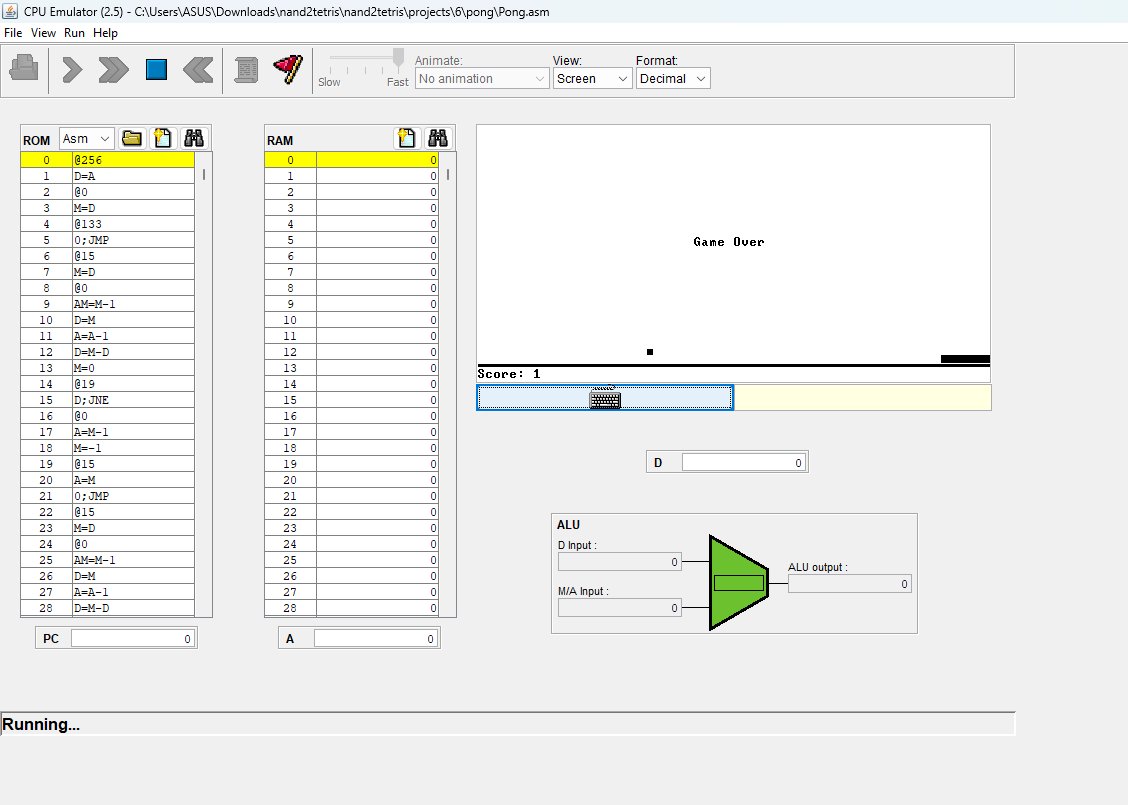 CPU Emulator (2.5) - C:\Users\ASUS\Downloads\nand2tetris\nand2tetris\projects\6\pong\Pong.asm
File View Run Help
Slow Fast
Animate: View: Format:
No animation Screen Decimal
ROM Asm
0 @256
1 D=A
2 @0
3 M=D
4 @133
5 0;JMP
6 @15
7 M=D
8 @0
9 AM=M-1
10 D=M
11 A=A-1
12 D=M-D
13 M=0
14 @19
15 D;JNE
16 @0
17 A=M-1
18 M=-1
19 @15
20 A=M
21 0;JMP
22 @15
23 M=D
24 @0
25 AM=M-1
26 D=M
27 A=A-1
28 D=M-D
PC 0
RAM
0 0
1 0
2 0
3 0
4 0
5 0
6 0
7 0
8 0
9 0
10 0
11 0
12 0
13 0
14 0
15 0
16 0
17 0
18 0
19 0
20 0
21 0
22 0
23 0
24 0
25 0
26 0
27 0
28 0
A 0
Game Over
Score: 1
D 0
ALU
D Input :
0
M/A Input :
0
ALU output :
0
Running...